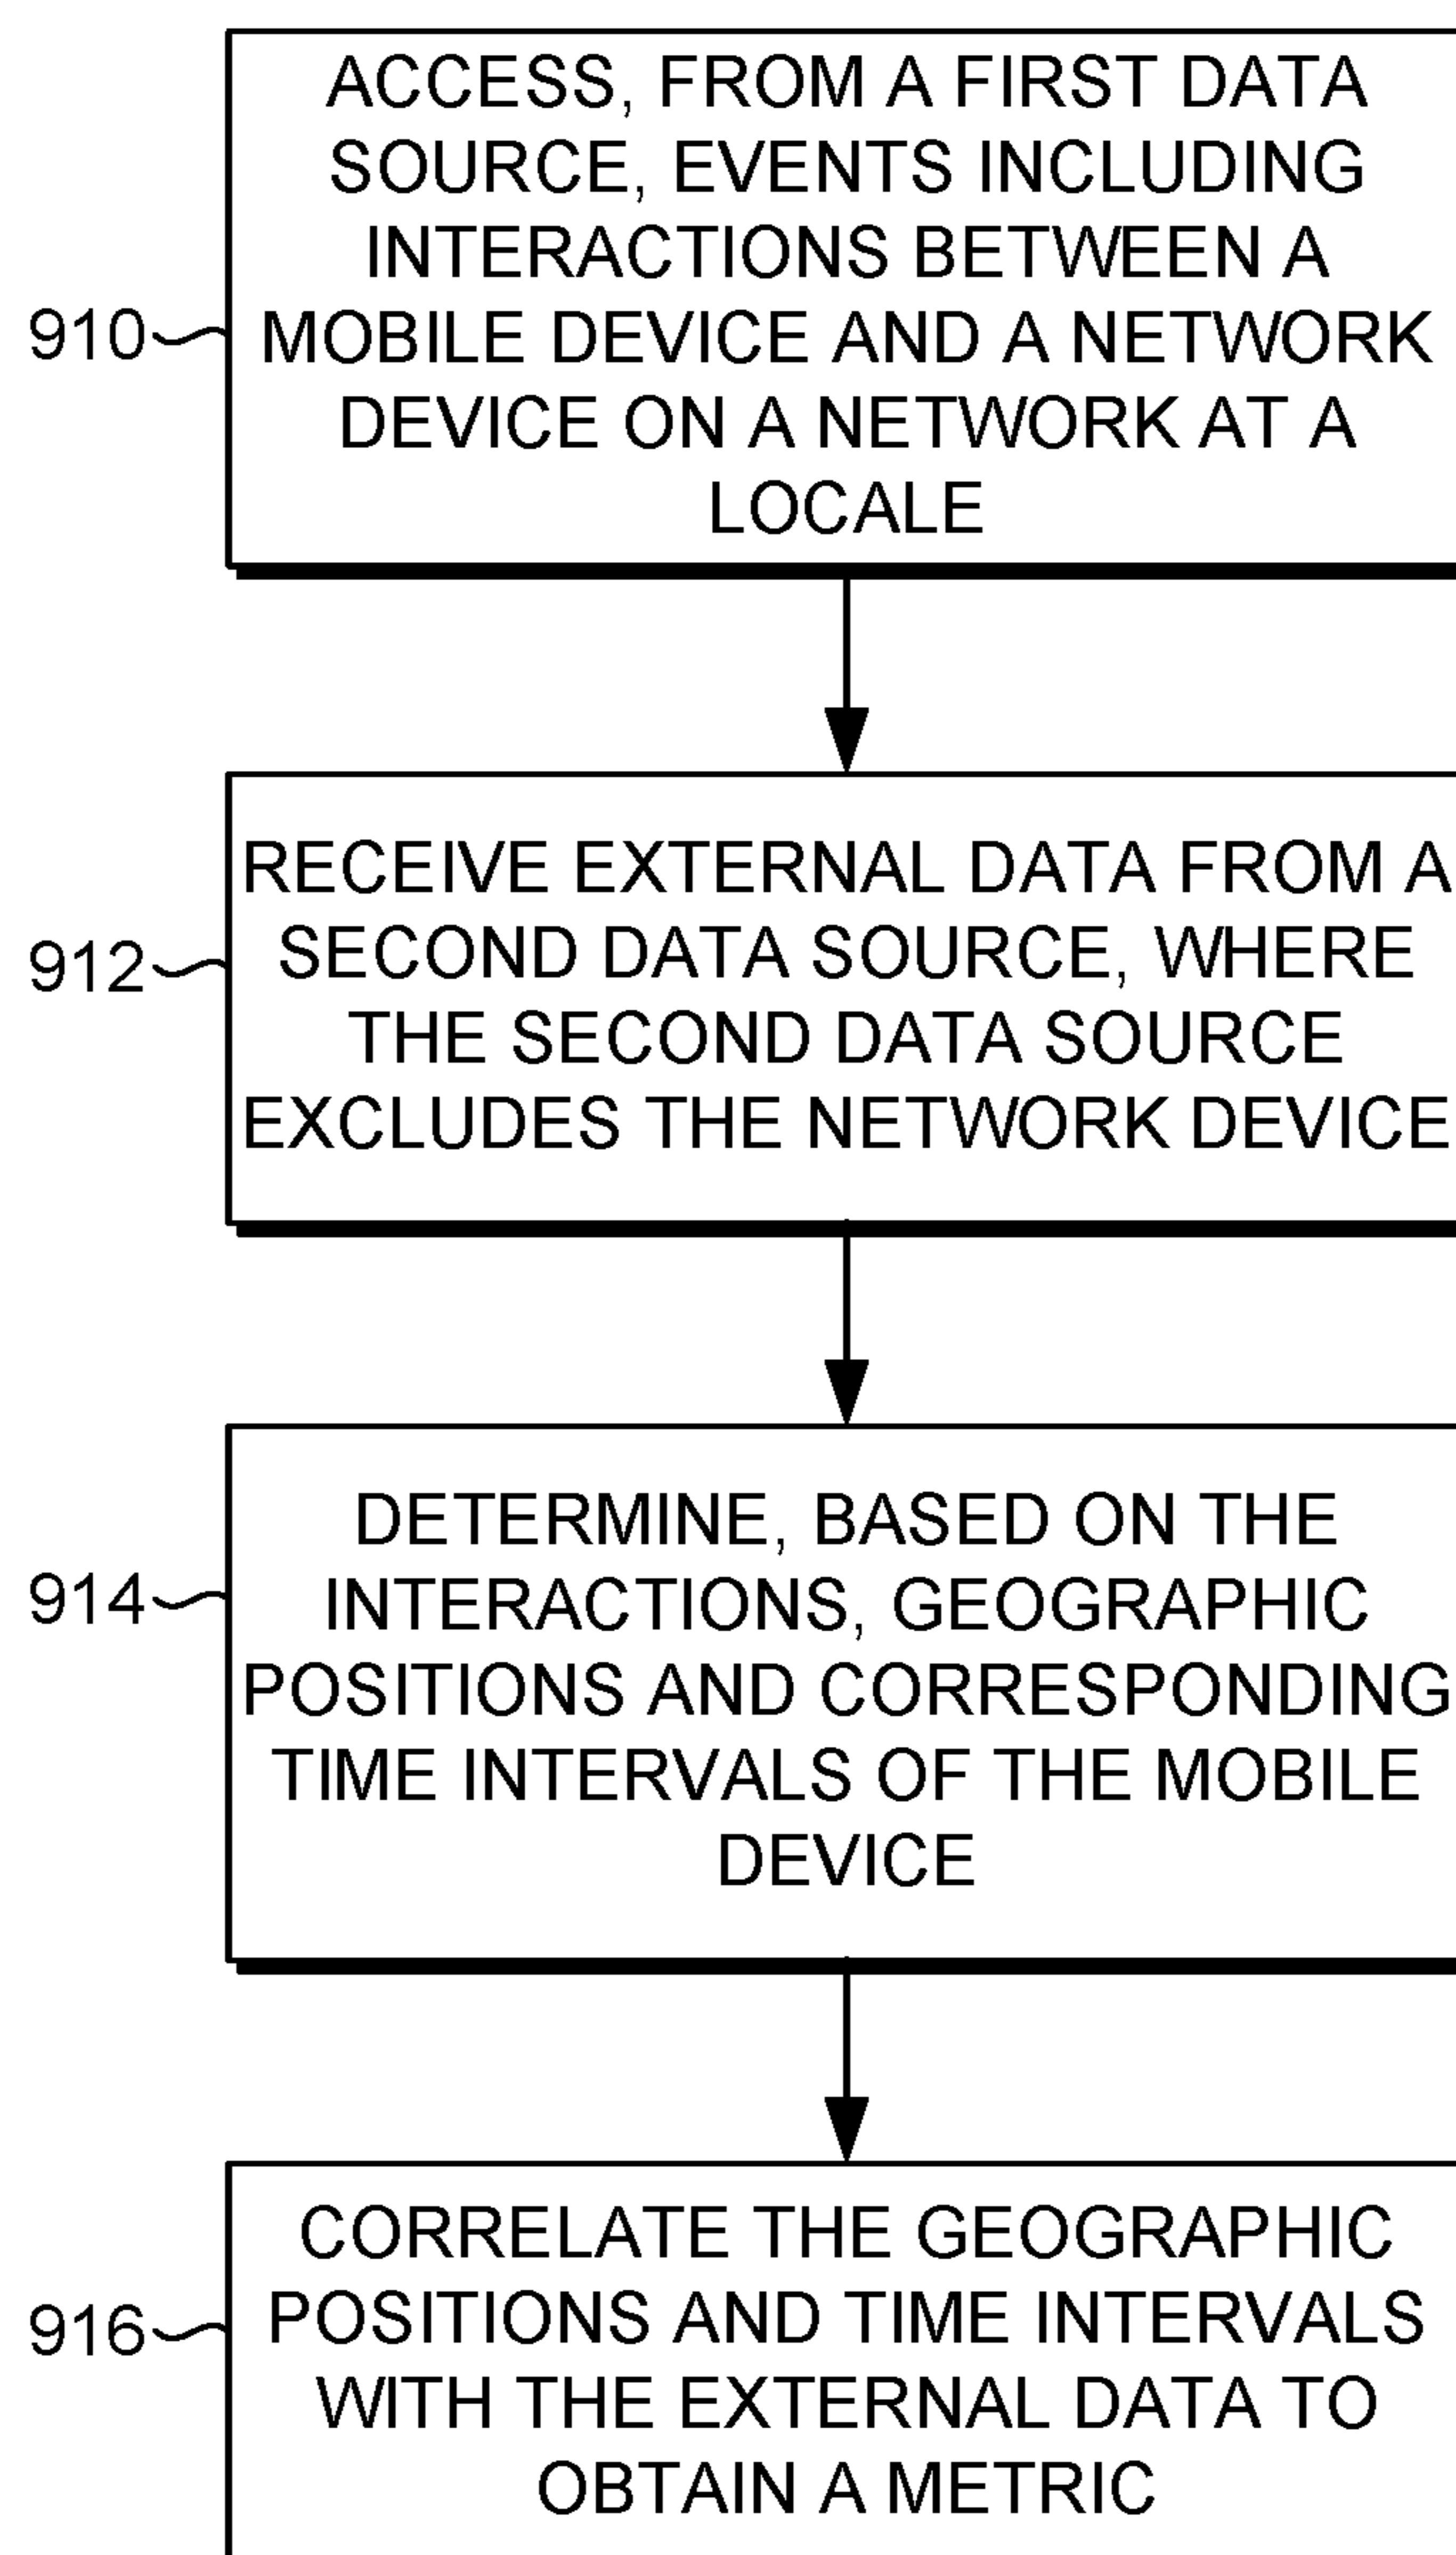 ACCESS, FROM A FIRST DATA
SOURCE, EVENTS INCLUDING
INTERACTIONS BETWEEN A
910
MOBILE DEVICE AND A NETWORK
DEVICE ON A NETWORK AT A
LOCALE
RECEIVE EXTERNAL DATA FROM A
912
SECOND DATA SOURCE, WHERE
THE SECOND DATA SOURCE
EXCLUDES THE NETWORK DEVICE
DETERMINE, BASED ON THE
914
INTERACTIONS, GEOGRAPHIC
POSITIONS AND CORRESPONDING
TIME INTERVALS OF THE MOBILE
DEVICE
CORRELATE THE GEOGRAPHIC
916
POSITIONS AND TIME INTERVALS
WITH THE EXTERNAL DATA TO
OBTAIN A METRIC